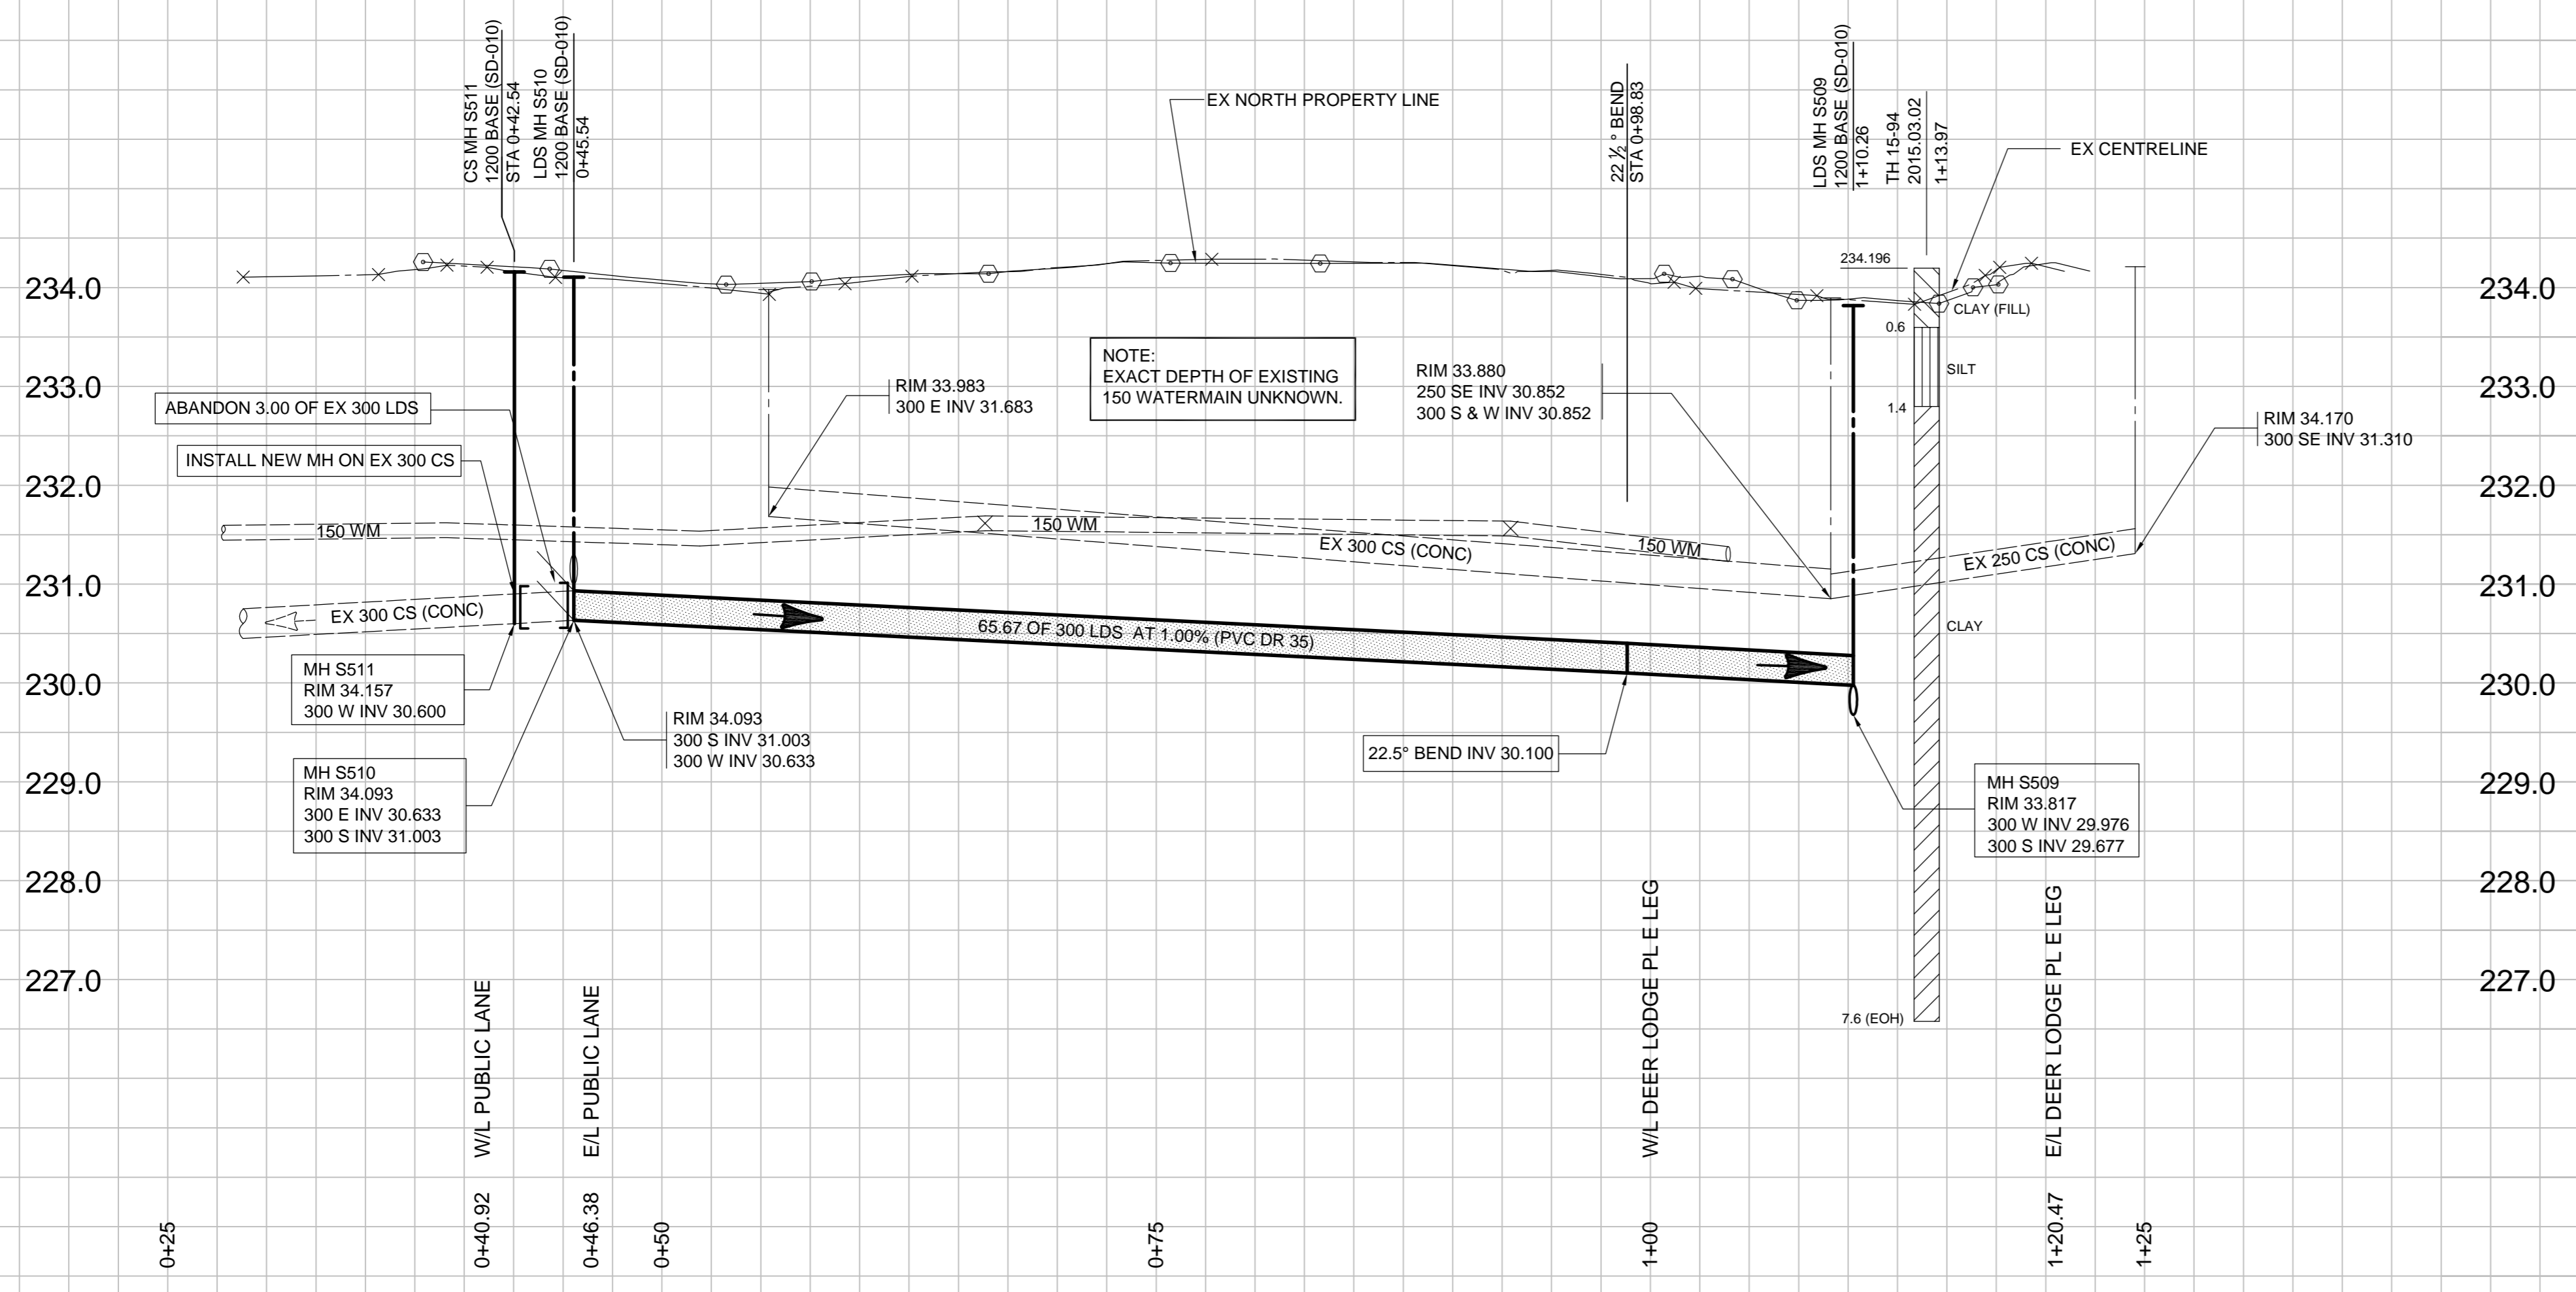 CS MH S511
1200 BASE (SD-010)
STA 0+42.54
LDS MH S510
1200 BASE (SD-010)
0+45.54
EX NORTH PROPERTY LINE
22 ½ ° BEND
STA 0+98.83
LDS MH S509
1200 BASE (SD-010)
1+10.26
TH 15-94
2015.03.02
1+13.97
EX CENTRELINE
234.196
234.0
234.0
CLAY (FILL)
0.6
SILT
1.4
233.0
233.0
ABANDON 3.00 OF EX 300 LDS
INSTALL NEW MH ON EX 300 CS
RIM 33.983
300 E INV 31.683
NOTE:
EXACT DEPTH OF EXISTING
150 WATERMAIN UNKNOWN.
RIM 33.880
250 SE INV 30.852
300 S & W INV 30.852
RIM 34.170
300 SE INV 31.310
232.0
232.0
150 WM
150 WM
150 WM
EX 300 CS (CONC)
EX 250 CS (CONC)
231.0
231.0
EX 300 CS (CONC)
65.67 OF 300 LDS AT 1.00% (PVC DR 35)
CLAY
230.0
230.0
MH S511
RIM 34.157
300 W INV 30.600
RIM 34.093
300 S INV 31.003
300 W INV 30.633
22.5° BEND INV 30.100
MH S510
RIM 34.093
300 E INV 30.633
300 S INV 31.003
MH S509
RIM 33.817
300 W INV 29.976
300 S INV 29.677
229.0
229.0
228.0
228.0
227.0
227.0
7.6 (EOH)
0+25
0+40.92 W/L PUBLIC LANE
0+46.38 E/L PUBLIC LANE
0+50
0+75
1+00
W/L DEER LODGE PL E LEG
1+20.47 E/L DEER LODGE PL E LEG
1+25